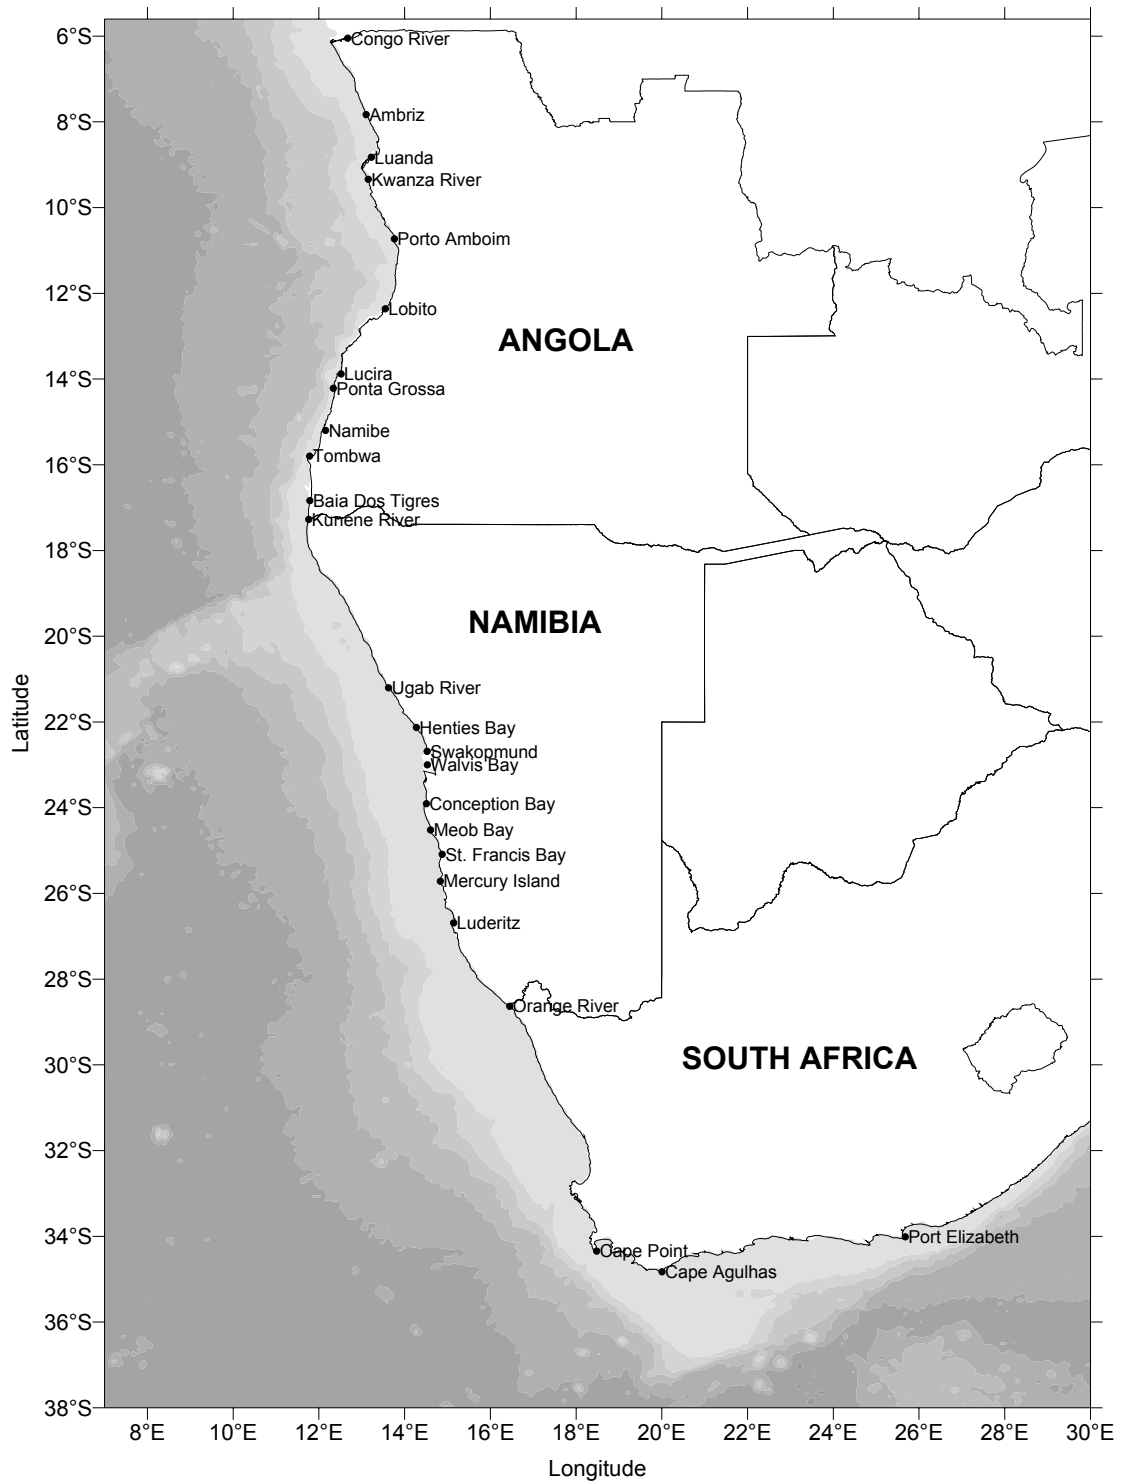 6°S
Congo River
Ambriz
8°S
Luanda
Kwanza River
10°S
Porto Amboim
12°S
Lobito
ANGOLA
Lucira
14°S
Ponta Grossa
Namibe
Tombwa
16°S
Baia Dos Tigres
Kunene River
18°S
NAMIBIA
20°S
Ugab River
22°S
Henties Bay
Swakopmund
Walvis Bay
24°S
Conception Bay
Meob Bay
St. Francis Bay
26°S
Mercury Island
Luderitz
28°S
Orange River
30°S
SOUTH AFRICA
32°S
34°S
Port Elizabeth
Cape Point
Cape Agulhas
36°S
38°S
Latitude
8°E 10°E 12°E 14°E 16°E 18°E 20°E 22°E 24°E 26°E 28°E 30°E
Longitude